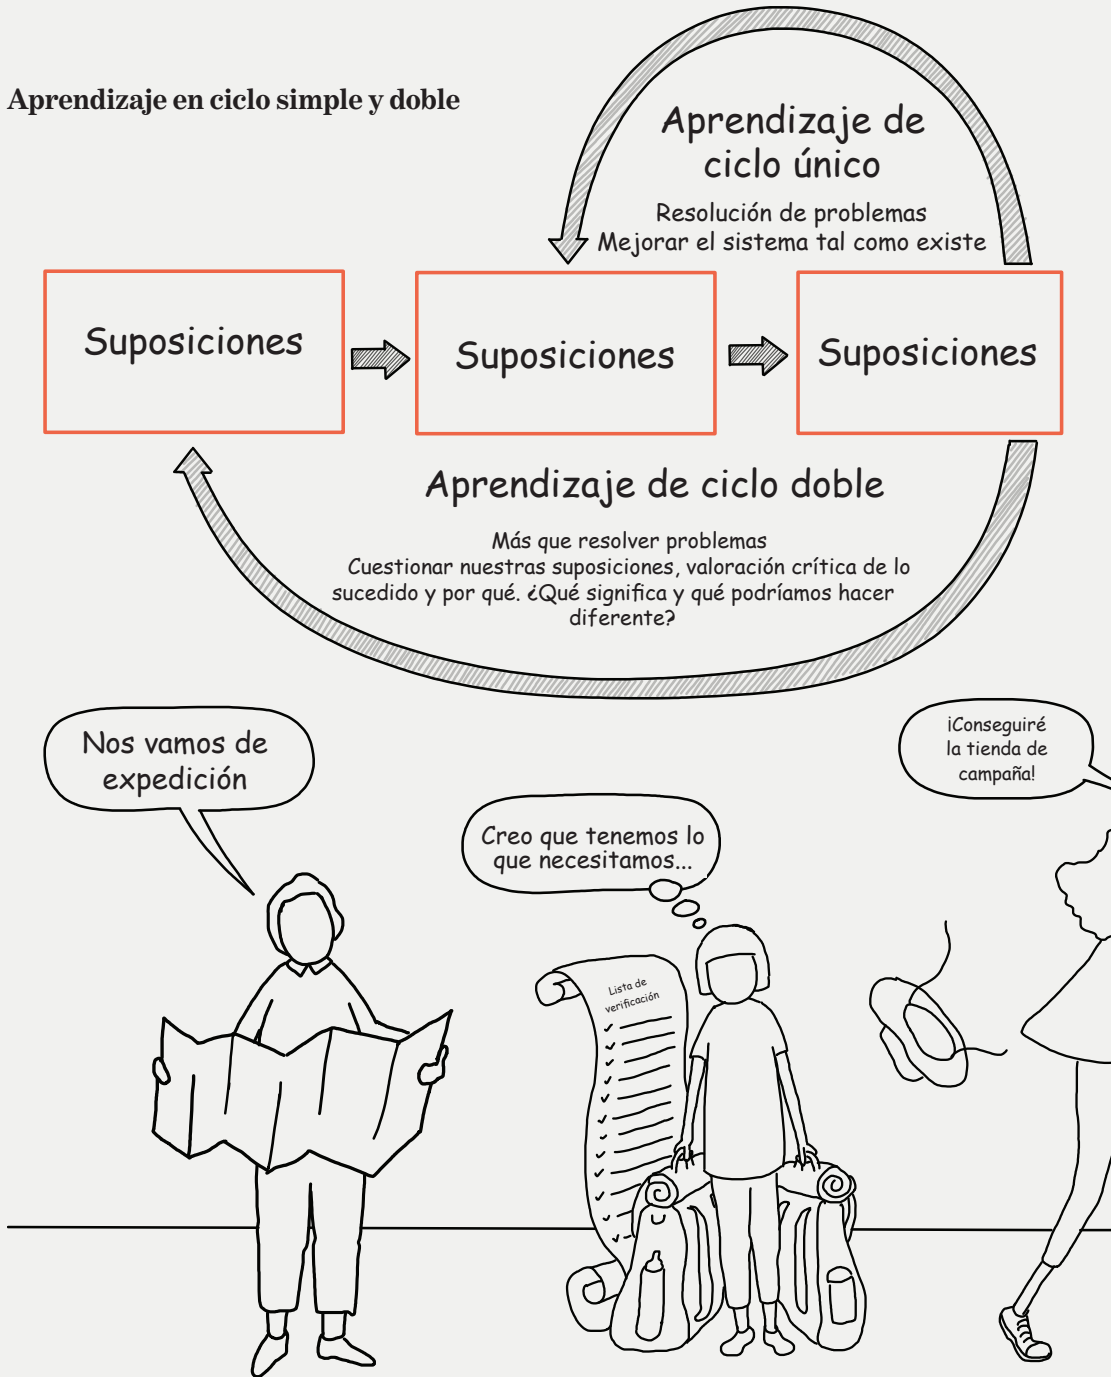 Aprendizaje en ciclo simple y doble
Aprendizaje de
ciclo único
Resolución de problemas
Mejorar el sistema tal como existe
Suposiciones
Suposiciones
Suposiciones
Aprendizaje de ciclo doble
Más que resolver problemas
Cuestionar nuestras suposiciones, valoración crítica de lo
sucedido y por qué. ¿Qué significa y qué podríamos hacer
diferente?
Nos vamos de
expedición
Creo que tenemos lo
que necesitamos...
¡Conseguiré
la tienda de
campaña!
Lista de
verificación